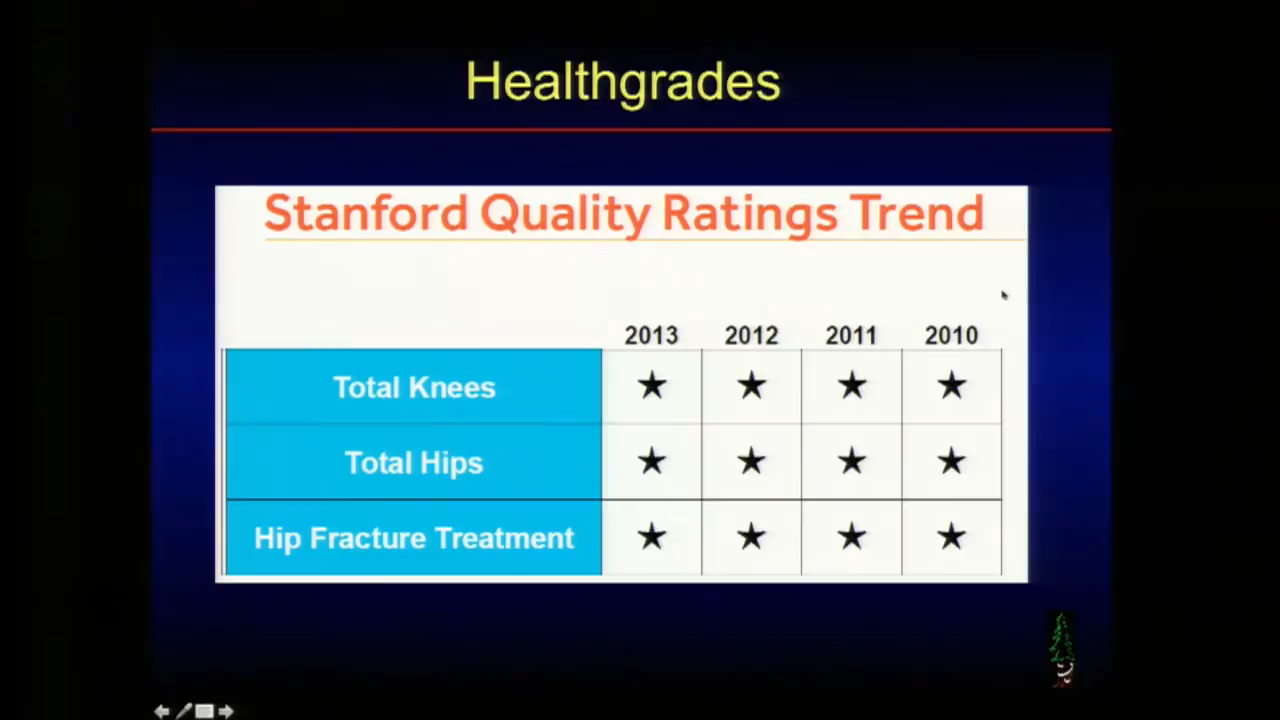 Healthgrades
Stanford Quality Ratings Trend
2013 2012 2011 2010
Total Knees ★ ★ ★ ★
Total Hips ★ ★ ★ ★
Hip Fracture Treatment ★ ★ ★ ★